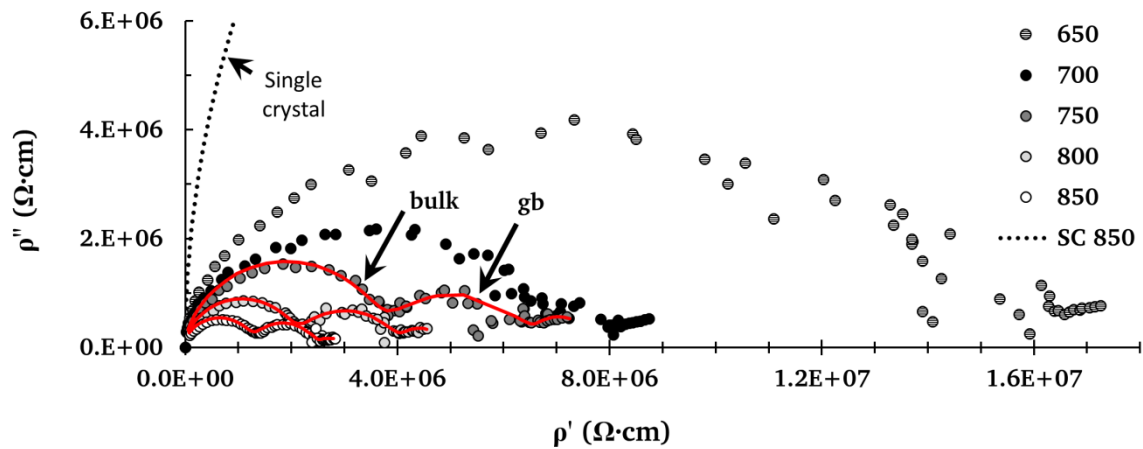 6.E+06
4.E+06
2.E+06
0.E+00
ρ" (Ω·cm)
Single
crystal
bulk
gb
650
700
750
800
850
SC 850
0.0E+00 4.0E+06 8.0E+06 1.2E+07 1.6E+07
ρ' (Ω·cm)